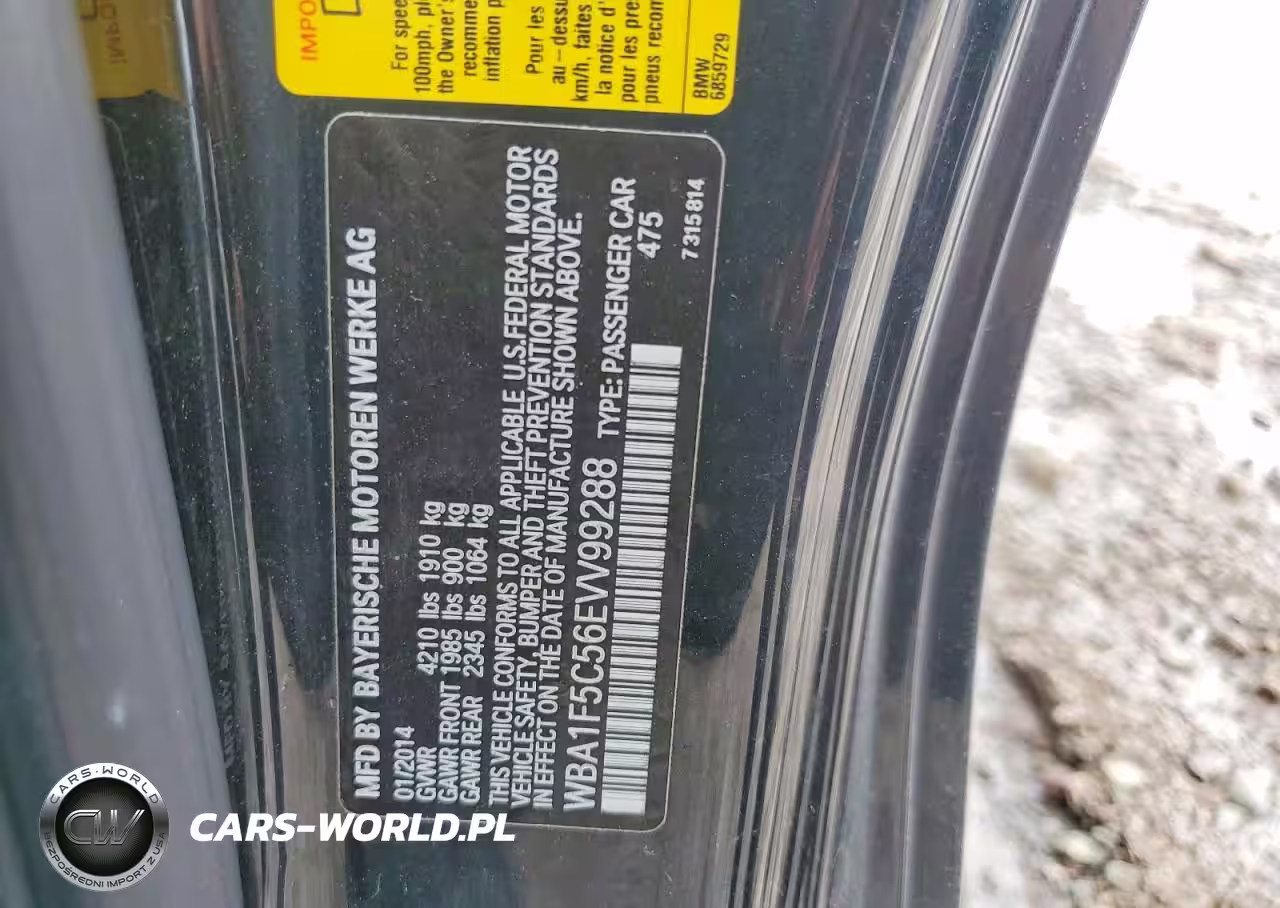 IMPO
For spee
100mph, pl
the Owner's
recomme
inflation p
Pour les
au-dessu
km/h, faites
la notice d'
pour les pre
pneus recom
BMW
6859729
MFD BY BAYERISCHE MOTOREN WERKE AG
01/2014
GVWR 4210 lbs 1910 kg
GAWR FRONT 1985 lbs 900 kg
GAWR REAR 2345 lbs 1064 kg
THIS VEHICLE CONFORMS TO ALL APPLICABLE U.S.FEDERAL MOTOR
VEHICLE SAFETY, BUMPER AND THEFT PREVENTION STANDARDS
IN EFFECT ON THE DATE OF MANUFACTURE SHOWN ABOVE.
WBA1F5C56EVV99288 TYPE: PASSENGER CAR
475
7 315 814
CARS-WORLD
CW
BEZPOŚREDNI IMPORT Z USA
CARS-WORLD.PL